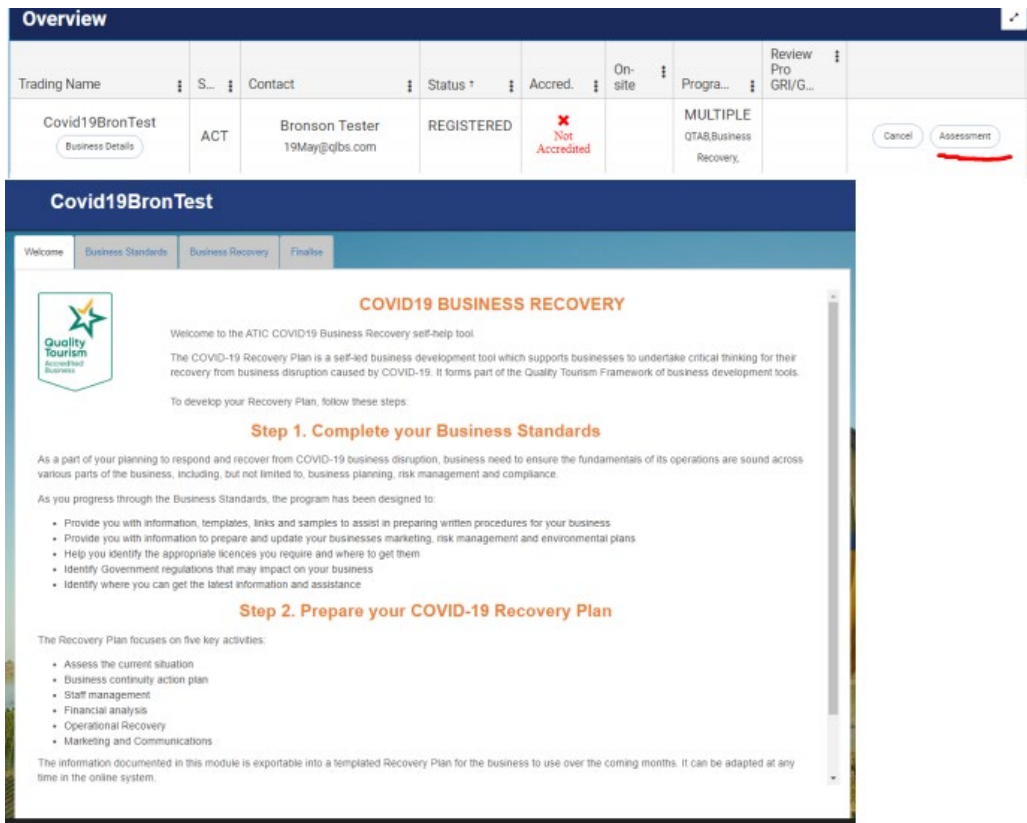 Overview
Trading Name S... Contact Status ↑ Accred. On-site Progra... Review Pro GRI/G...
Covid19BronTest ACT Bronson Tester REGISTERED Not Accredited MULTIPLE Cancel Assessment
Business Details 19May@qlbs.com QTAB,Business Recovery,
Covid19BronTest
Welcome Business Standards Business Recovery Finalise
Quality Tourism Accredited Business
COVID19 BUSINESS RECOVERY
Welcome to the ATIC COVID19 Business Recovery self-help tool.
The COVID-19 Recovery Plan is a self-led business development tool which supports businesses to undertake critical thinking for their
recovery from business disruption caused by COVID-19. It forms part of the Quality Tourism Framework of business development tools.
To develop your Recovery Plan, follow these steps:
Step 1. Complete your Business Standards
As a part of your planning to respond and recover from COVID-19 business disruption, business need to ensure the fundamentals of its operations are sound across
various parts of the business, including, but not limited to, business planning, risk management and compliance.
As you progress through the Business Standards, the program has been designed to:
• Provide you with information, templates, links and samples to assist in preparing written procedures for your business
• Provide you with information to prepare and update your businesses marketing, risk management and environmental plans
• Help you identify the appropriate licences you require and where to get them
• Identify Government regulations that may impact on your business
• Identify where you can get the latest information and assistance
Step 2. Prepare your COVID-19 Recovery Plan
The Recovery Plan focuses on five key activities:
• Assess the current situation
• Business continuity action plan
• Staff management
• Financial analysis
• Operational Recovery
• Marketing and Communications
The information documented in this module is exportable into a templated Recovery Plan for the business to use over the coming months. It can be adapted at any
time in the online system.